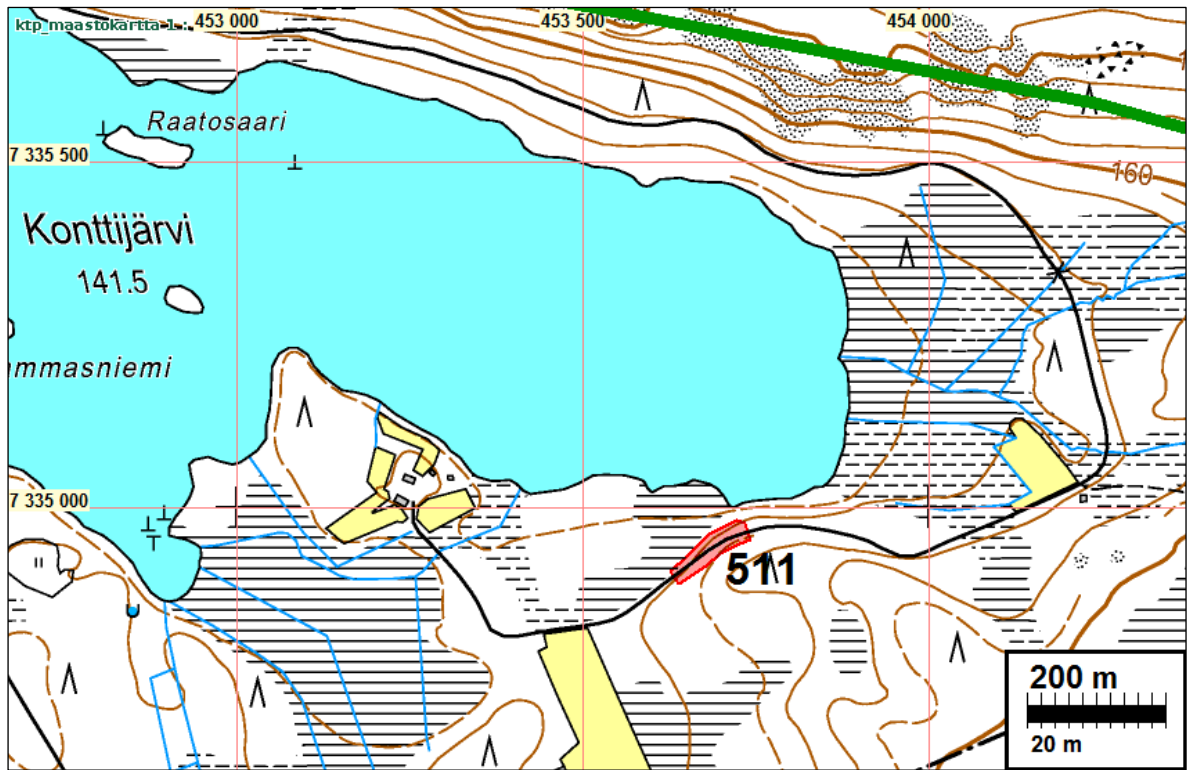 ktp_maastokartta 1 :
453 000
453 500
454 000
Raatosaari
7 335 500
160
Konttijärvi
141.5
mmasniemi
7 335 000
511
200 m
20 m